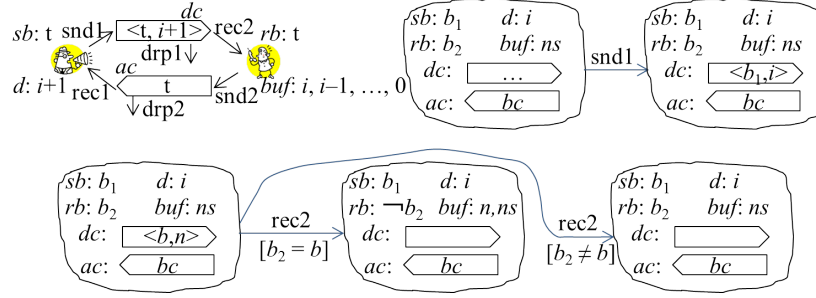 dc
sb: t snd1 <t, i+1> rec2 rb: t
drp1
ac
d: i+1 rec1 t snd2 buf: i, i–1, …, 0
drp2
sb: b₁ d: i
rb: b₂ buf: ns
dc: …
ac: bc
snd1
sb: b₁ d: i
rb: b₂ buf: ns
dc: <b₁,i>
ac: bc
sb: b₁ d: i
rb: b₂ buf: ns
dc: <b,n>
ac: bc
rec2
[b₂ = b]
sb: b₁ d: i
rb: ¬b₂ buf: n,ns
dc:
ac: bc
rec2
[b₂ ≠ b]
sb: b₁ d: i
rb: b₂ buf: ns
dc:
ac: bc